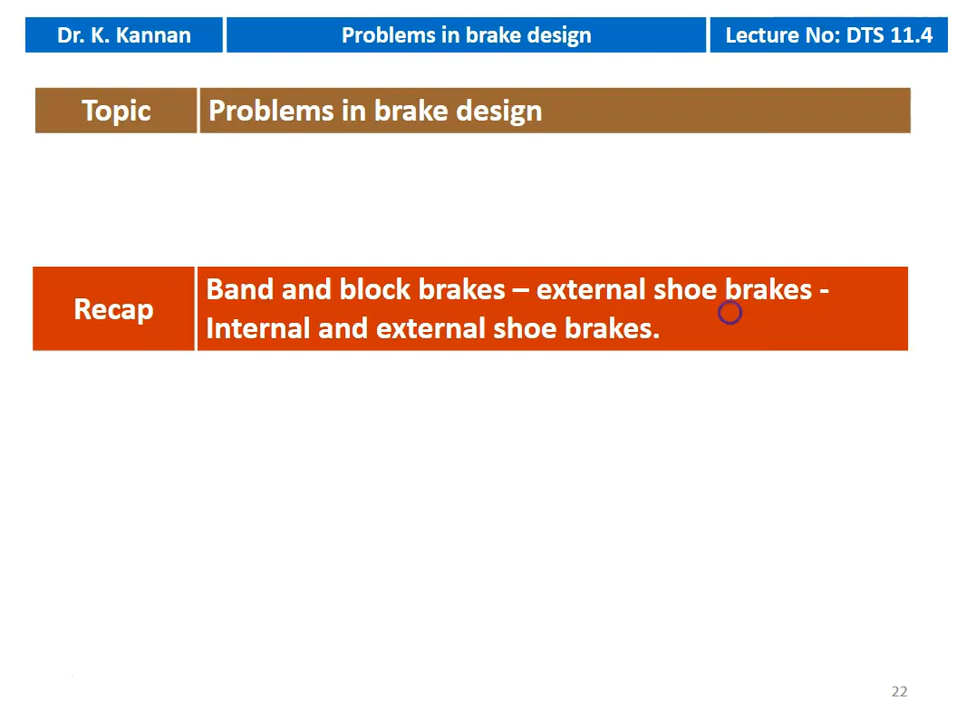 Dr. K. Kannan
Problems in brake design
Lecture No: DTS 11.4
Topic
Problems in brake design
Recap
Band and block brakes – external shoe brakes -
Internal and external shoe brakes.
22